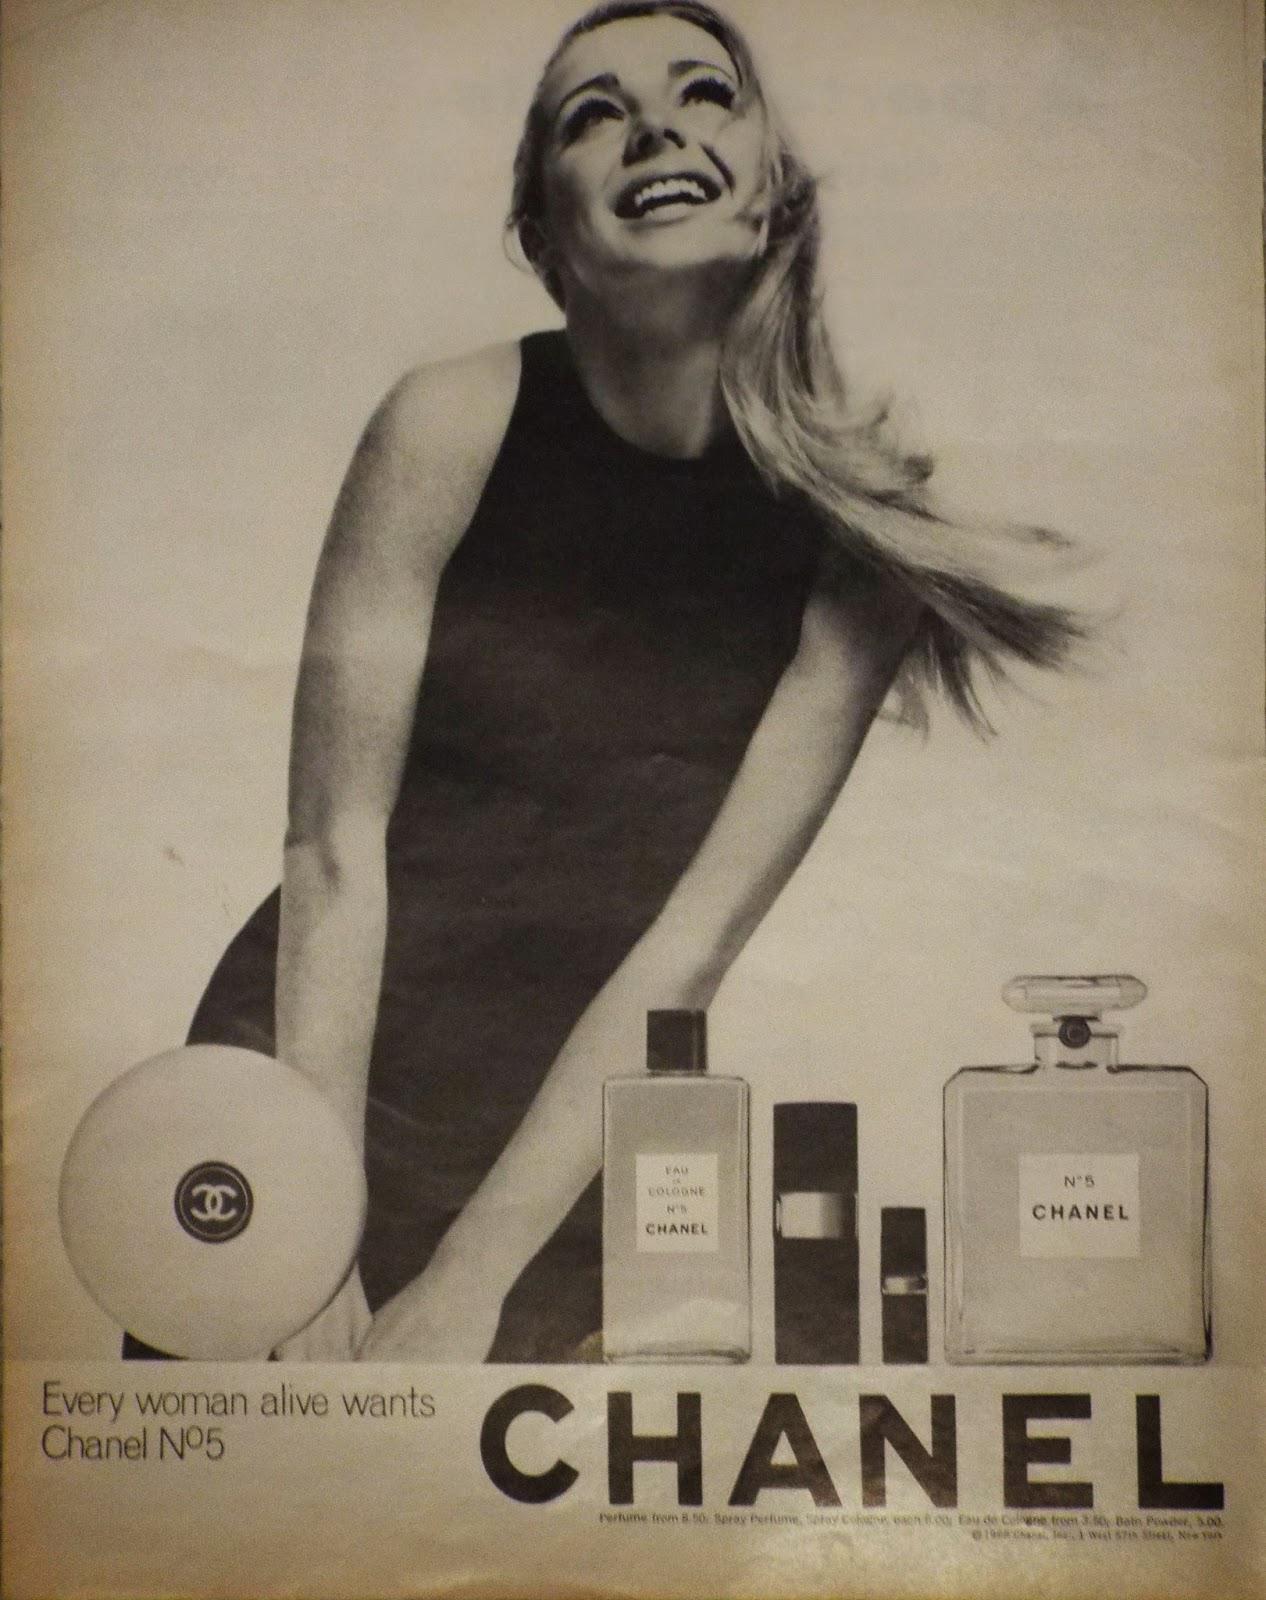 EAU
DE
COLOGNE
N°5
CHANEL
N°5
CHANEL
Every woman alive wants
Chanel Nº5
CHANEL
Perfume from 8.50, Spray Perfume, Spray Cologne, each 6.00, Eau de Cologne from 3.50, Bath Powder, 5.00.
© Chanel, Inc., 1 West 57th Street, New York